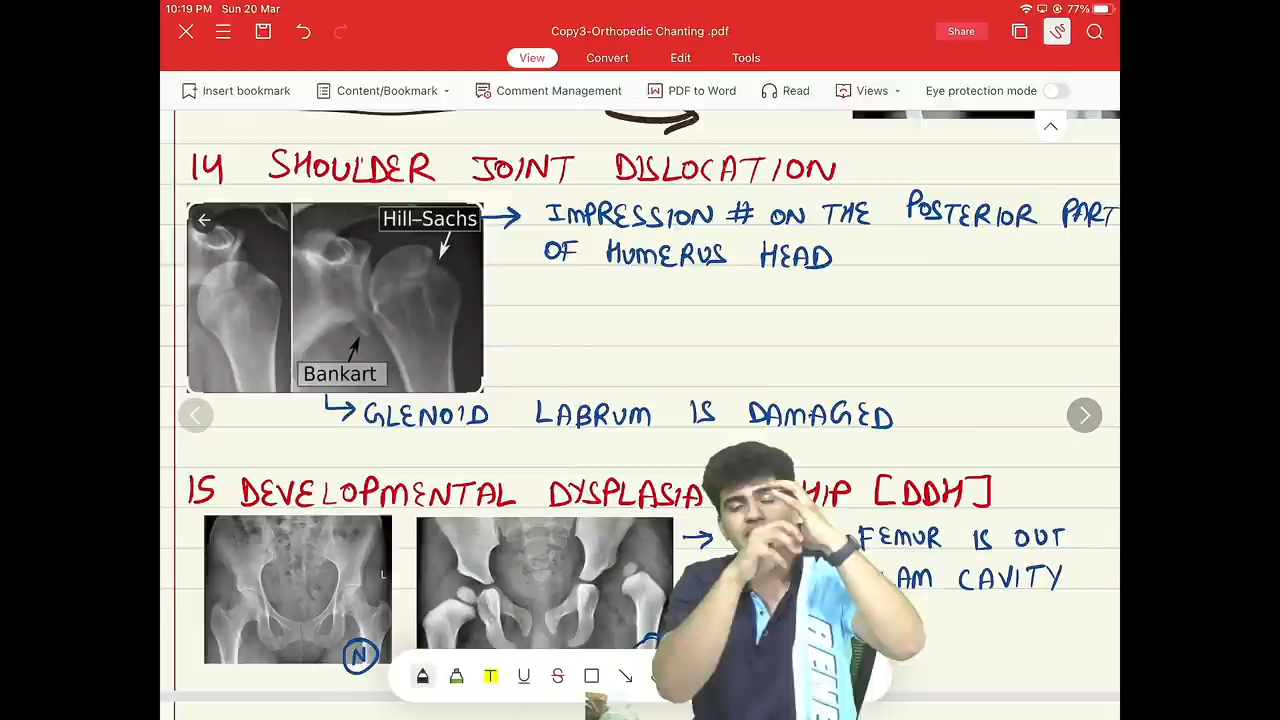 10:19 PM Sun 20 Mar
77%
Copy3-Orthopedic Chanting .pdf
Share
View Convert Edit Tools
Insert bookmark Content/Bookmark Comment Management PDF to Word Read Views Eye protection mode
14 SHOULDER JOINT DISLOCATION
Hill–Sachs
IMPRESSION # ON THE POSTERIOR PART
OF HUMERUS HEAD
Bankart
GLENOID LABRUM IS DAMAGED
15 DEVELOPMENTAL DYSPLASIA HIP [DDH]
FEMUR IS OUT
CAVITY
L
N